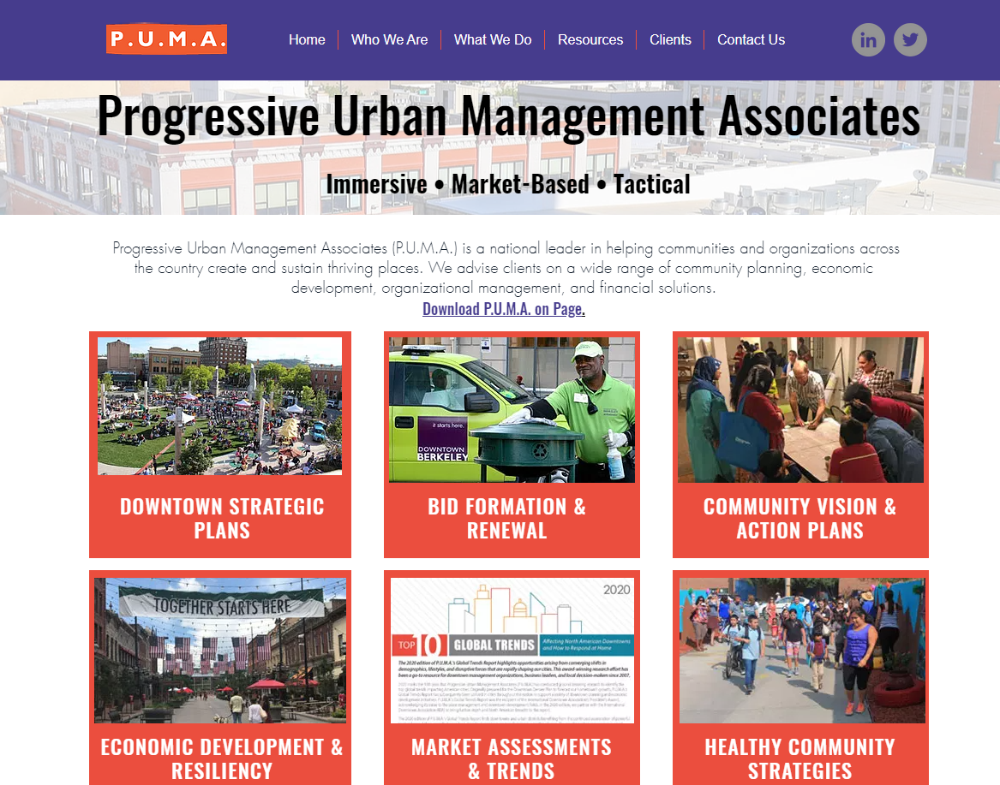 P.U.M.A.
Home
Who We Are
What We Do
Resources
Clients
Contact Us
in
Progressive Urban Management Associates
Immersive • Market-Based • Tactical
Progressive Urban Management Associates (P.U.M.A.) is a national leader in helping communities and organizations across
the country create and sustain thriving places. We advise clients on a wide range of community planning, economic
development, organizational management, and financial solutions.
Download P.U.M.A. on Page.
it starts here.
DOWNTOWN
BERKELEY
DOWNTOWN STRATEGIC
PLANS
BID FORMATION &
RENEWAL
COMMUNITY VISION &
ACTION PLANS
TOGETHER STARTS HERE
2020
TOP 10 GLOBAL TRENDS
Affecting North American Downtowns
and How to Respond at Home
The 2020 edition of P.U.M.A.'s Global Trends Report highlights opportunities arising from converging shifts in
demographics, lifestyles, and disruptive forces that are rapidly shaping our cities. This award-winning research effort has
been a go-to resource for downtown management organizations, business leaders, and local decision-makers since 2007.
ECONOMIC DEVELOPMENT &
RESILIENCY
MARKET ASSESSMENTS
& TRENDS
HEALTHY COMMUNITY
STRATEGIES